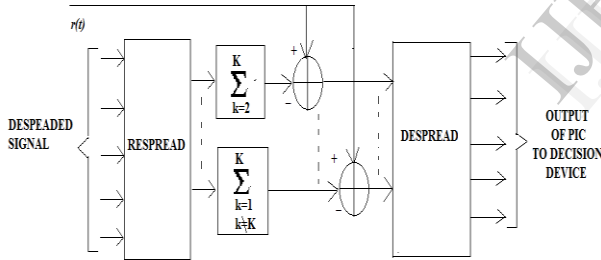 r(t)
DESPEADED
SIGNAL
RESPREAD
K
∑
k=2
+
−
K
∑
k=1
k≠K
+
−
DESPREAD
OUTPUT
OF PIC
TO DECISION
DEVICE